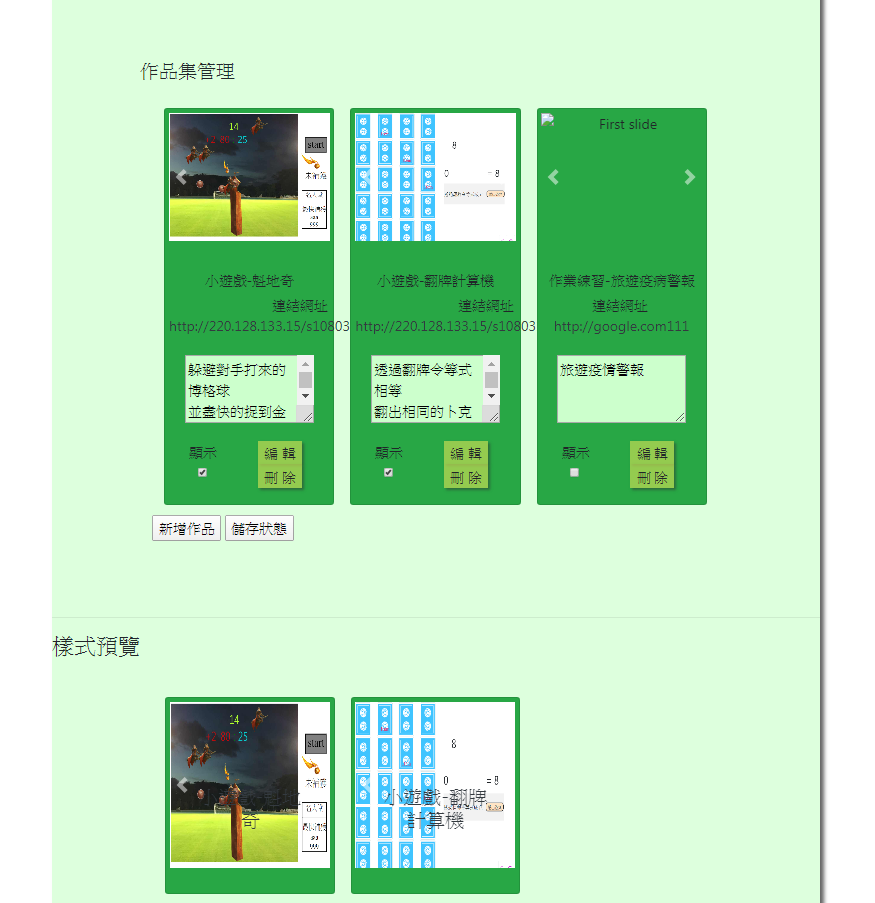 作品集管理
14
25
start
未捕獲
8
0 = 8
First slide
小遊戲-魁地奇
小遊戲-翻牌計算機
作業練習-旅遊疫病警報
連結網址
連結網址
連結網址
http://220.128.133.15/s10803
http://220.128.133.15/s10803
http://google.com111
躲避對手打來的
博格球
並盡快的捉到金
透過翻牌令等式
相等
翻出相同的卜克
旅遊疫情警報
顯示
編 輯
刪 除
顯示
編 輯
刪 除
顯示
編 輯
刪 除
新增作品
儲存狀態
樣式預覽
14
25
start
未捕獲
奇
8
0 = 8
小遊戲-翻牌
計算機